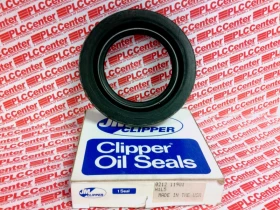 PLCCenter
JM CLIPPER
Clipper
Oil Seals
JM CLIPPER
1 Seal
MADE IN THE USA